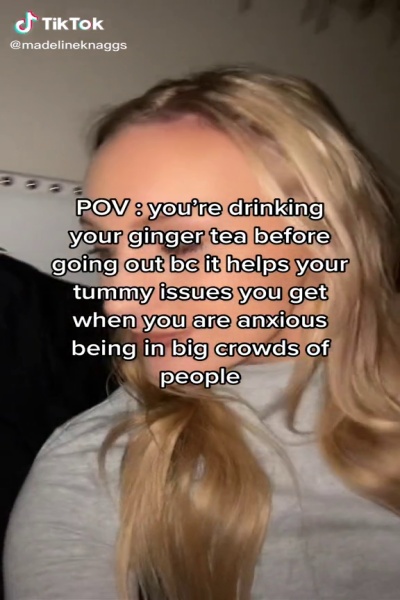 TikTok
@madelineknaggs
POV : you're drinking
your ginger tea before
going out bc it helps your
tummy issues you get
when you are anxious
being in big crowds of
people